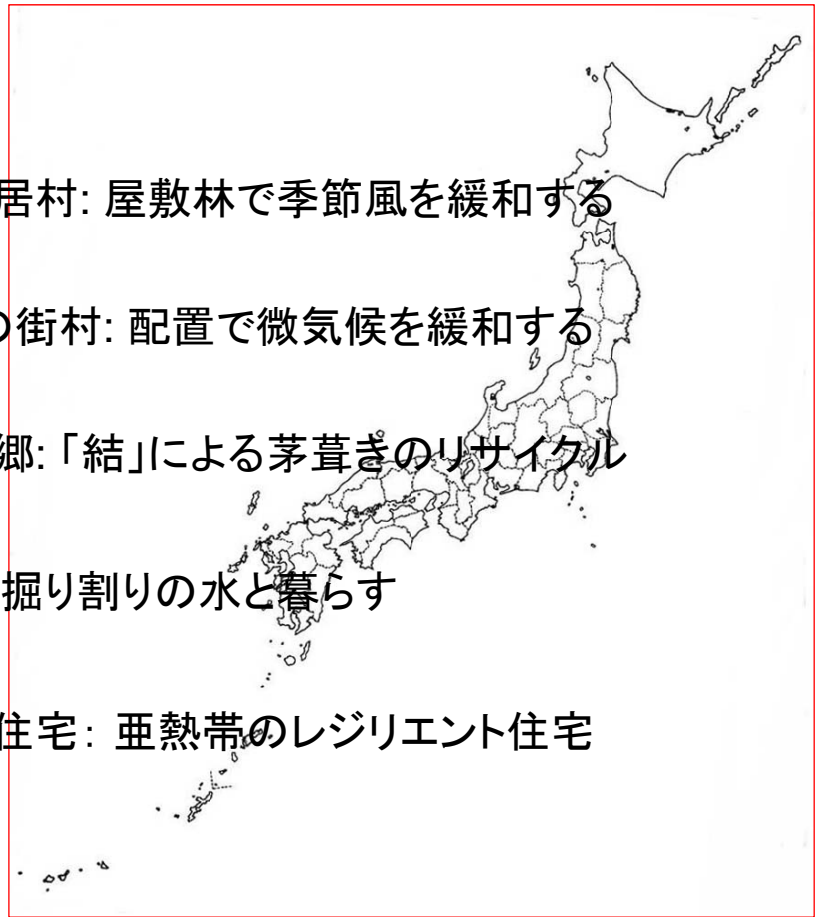 居村: 屋敷林で季節風を緩和する
の街村: 配置で微気候を緩和する
郷: 「結」による茅葺きのリサイクル
掘り割りの水と暮らす
住宅: 亜熱帯のレジリエント住宅